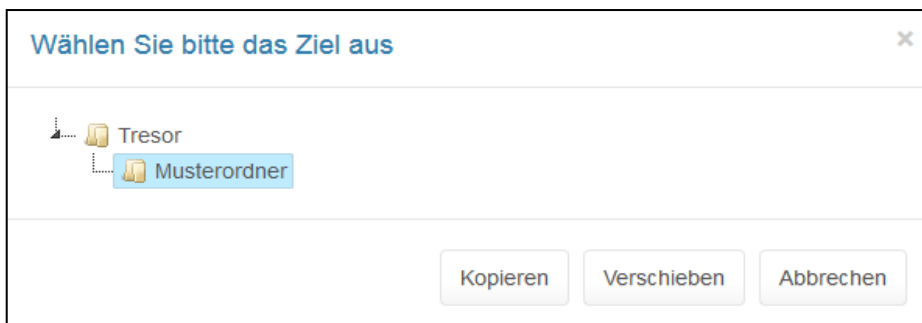 Wählen Sie bitte das Ziel aus
×
Tresor
Musterordner
Kopieren Verschieben Abbrechen